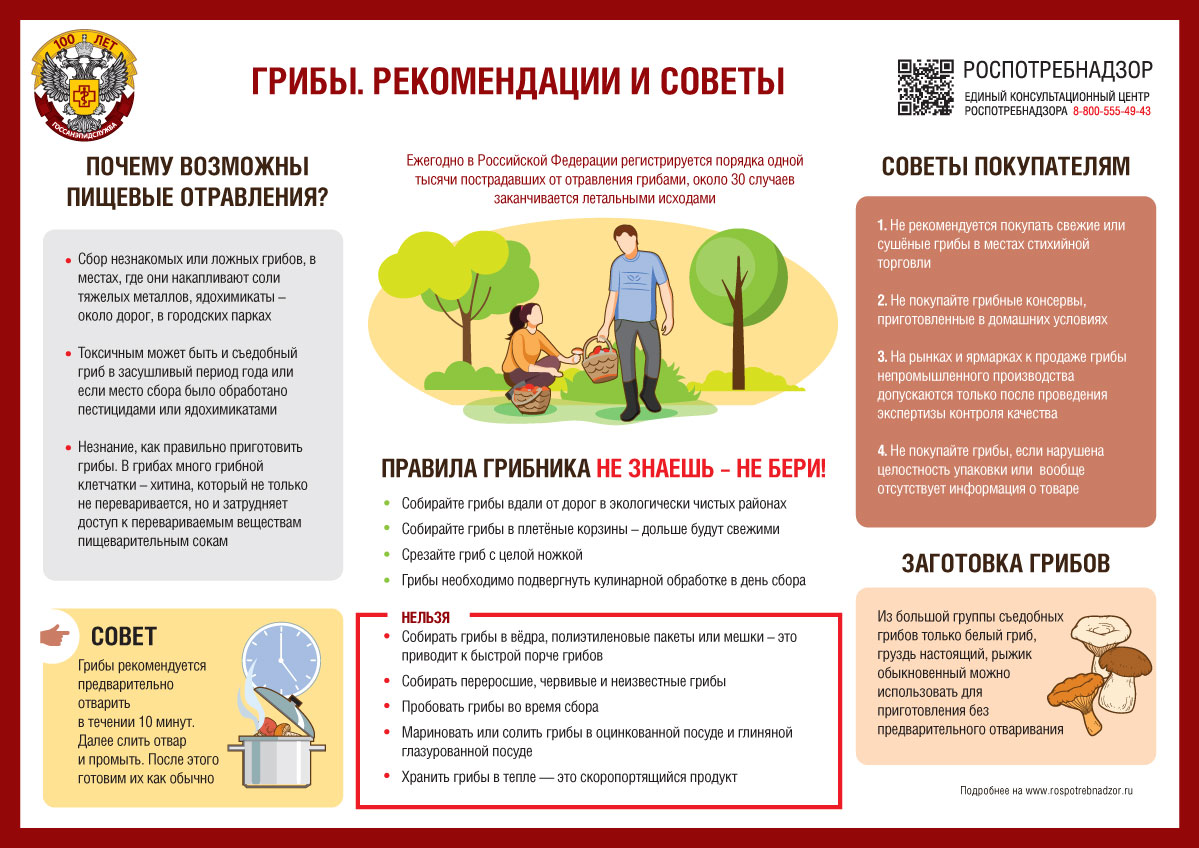 100 ЛЕТ
ГОССАНЭПИДСЛУЖБА
ГРИБЫ. РЕКОМЕНДАЦИИ И СОВЕТЫ
РОСПОТРЕБНАДЗОР
ЕДИНЫЙ КОНСУЛЬТАЦИОННЫЙ ЦЕНТР
РОСПОТРЕБНАДЗОРА 8-800-555-49-43
ПОЧЕМУ ВОЗМОЖНЫ
ПИЩЕВЫЕ ОТРАВЛЕНИЯ?
• Сбор незнакомых или ложных грибов, в
местах, где они накапливают соли
тяжелых металлов, ядохимикаты –
около дорог, в городских парках
• Токсичным может быть и съедобный
гриб в засушливый период года или
если место сбора было обработано
пестицидами или ядохимикатами
• Незнание, как правильно приготовить
грибы. В грибах много грибной
клетчатки – хитина, который не только
не переваривается, но и затрудняет
доступ к перевариваемым веществам
пищеварительным сокам
СОВЕТ
Грибы рекомендуется
предварительно
отварить
в течении 10 минут.
Далее слить отвар
и промыть. После этого
готовим их как обычно
Ежегодно в Российской Федерации регистрируется порядка одной
тысячи пострадавших от отравления грибами, около 30 случаев
заканчивается летальными исходами
ПРАВИЛА ГРИБНИКА НЕ ЗНАЕШЬ – НЕ БЕРИ!
• Собирайте грибы вдали от дорог в экологически чистых районах
• Собирайте грибы в плетёные корзины – дольше будут свежими
• Срезайте гриб с целой ножкой
• Грибы необходимо подвергнуть кулинарной обработке в день сбора
НЕЛЬЗЯ
• Собирать грибы в вёдра, полиэтиленовые пакеты или мешки – это
приводит к быстрой порче грибов
• Собирать переросшие, червивые и неизвестные грибы
• Пробовать грибы во время сбора
• Мариновать или солить грибы в оцинкованной посуде и глиняной
глазурованной посуде
• Хранить грибы в тепле — это скоропортящийся продукт
СОВЕТЫ ПОКУПАТЕЛЯМ
1. Не рекомендуется покупать свежие или
сушёные грибы в местах стихийной
торговли
2. Не покупайте грибные консервы,
приготовленные в домашних условиях
3. На рынках и ярмарках к продаже грибы
непромышленного производства
допускаются только после проведения
экспертизы контроля качества
4. Не покупайте грибы, если нарушена
целостность упаковки или вообще
отсутствует информация о товаре
ЗАГОТОВКА ГРИБОВ
Из большой группы съедобных
грибов только белый гриб,
груздь настоящий, рыжик
обыкновенный можно
использовать для
приготовления без
предварительного отваривания
Подробнее на www.rospotrebnadzor.ru